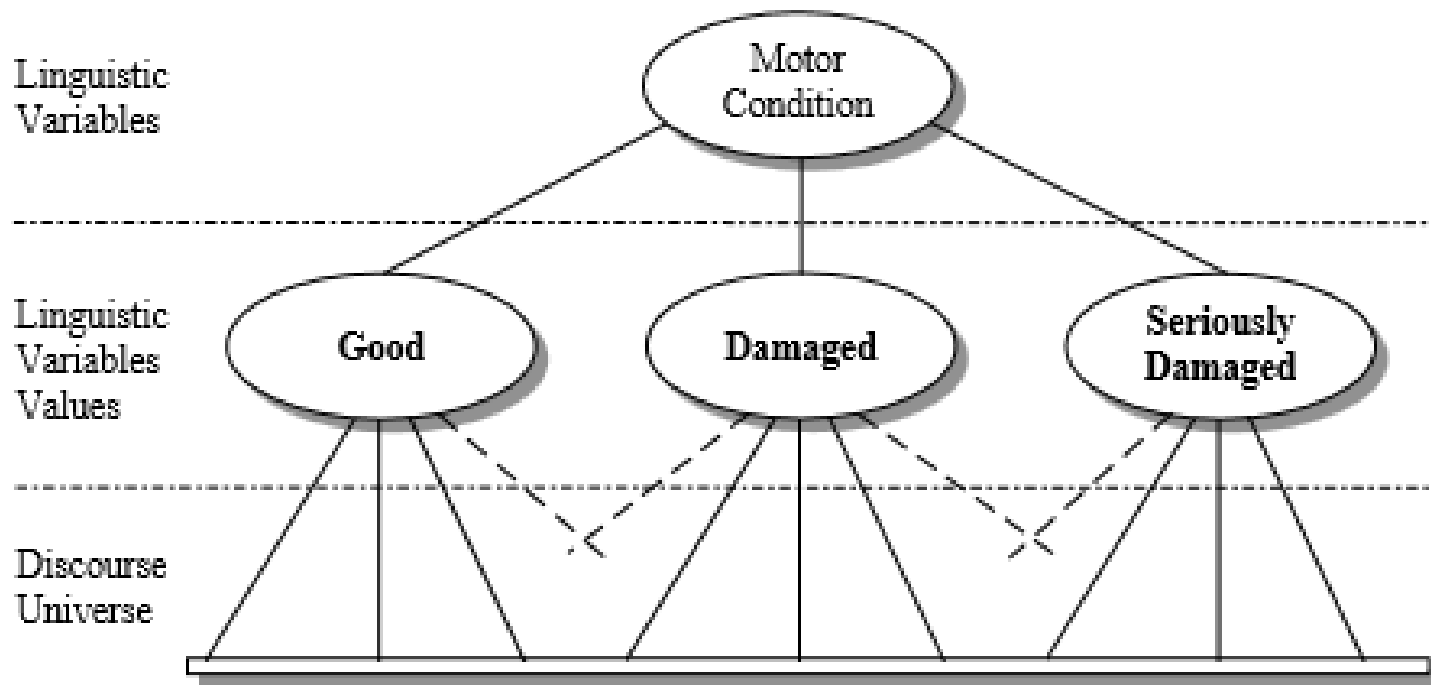 Linguistic
Variables
Motor
Condition
Linguistic
Variables
Values
Good
Damaged
Seriously
Damaged
Discourse
Universe